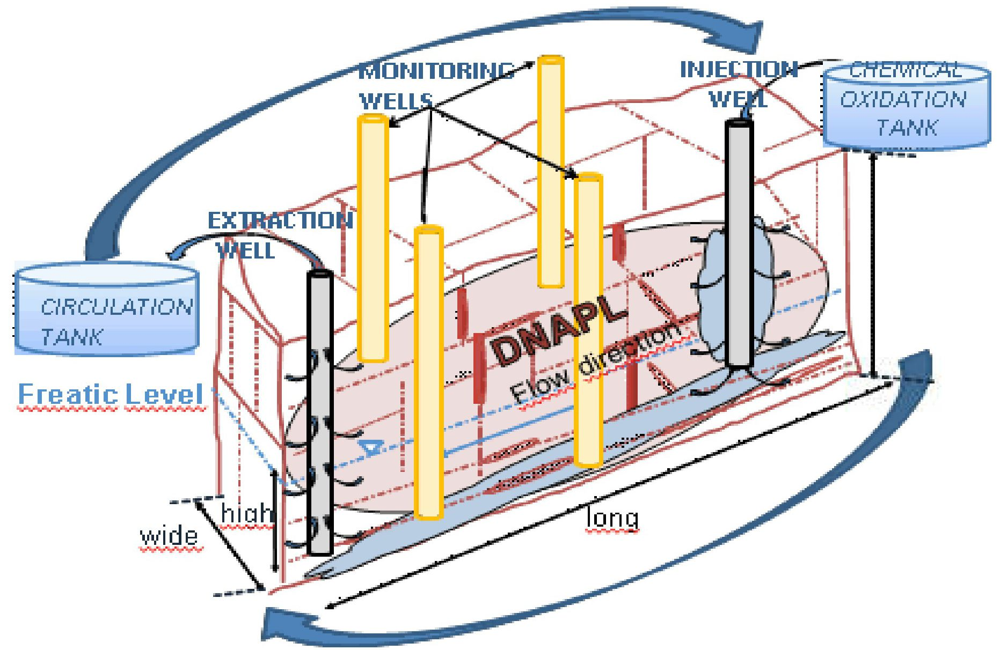 MONITORING
WELLS
INJECTION
WELL
CHEMICAL
OXIDATION
TANK
EXTRACTION
WELL
CIRCULATION
TANK
DNAPL
Flow direction
Freatic Level
high
wide
long